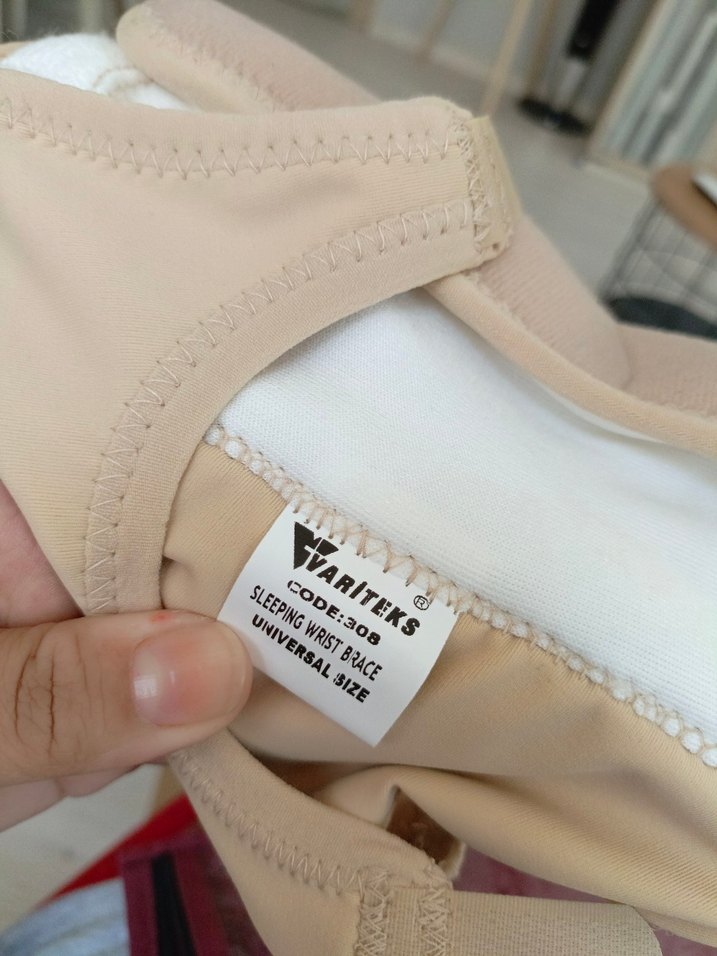 VARITEKS®
CODE:308
SLEEPING WRIST BRACE
UNIVERSAL SIZE